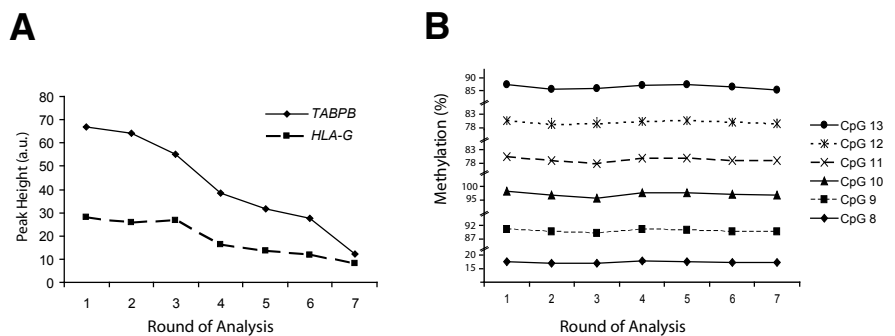 A
Peak Height (a.u.)
80
70
60
50
40
30
20
10
0
TABPB
HLA-G
1 2 3 4 5 6 7
Round of Analysis
B
Methylation (%)
90
85
83
78
83
78
100
95
92
87
20
15
1 2 3 4 5 6 7
Round of Analysis
CpG 13
CpG 12
CpG 11
CpG 10
CpG 9
CpG 8